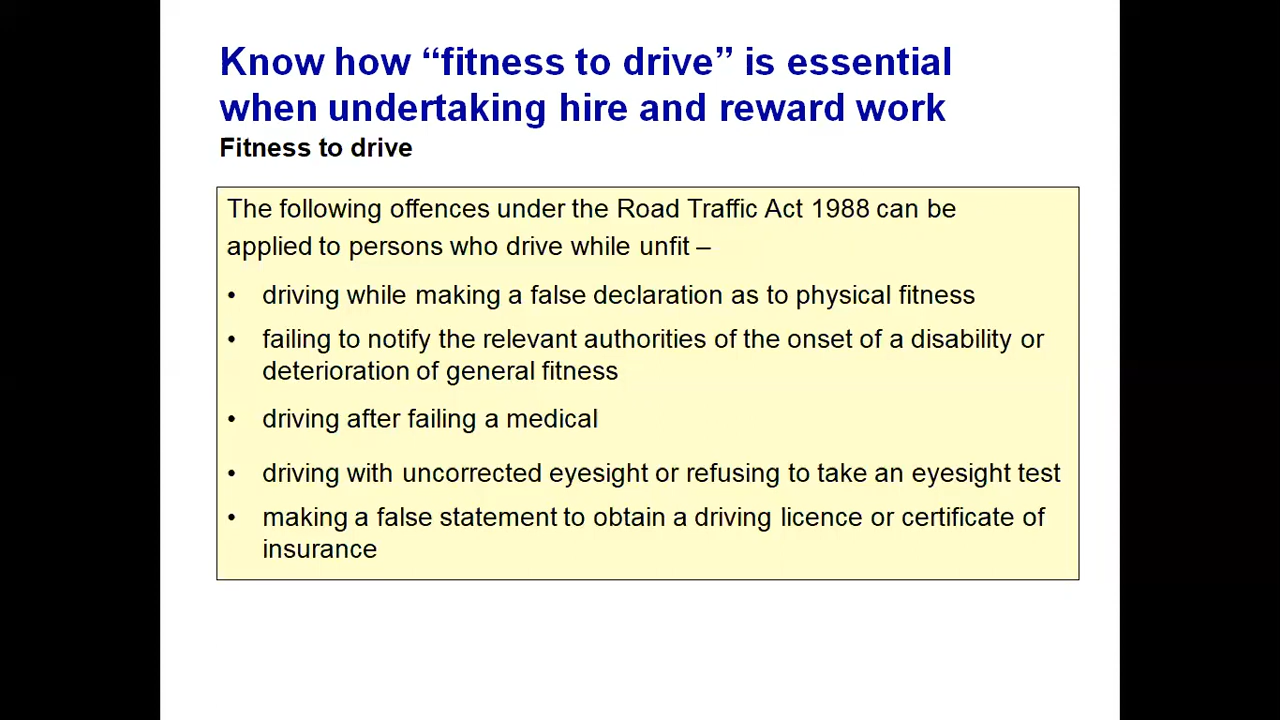 Know how “fitness to drive” is essential
when undertaking hire and reward work
Fitness to drive
The following offences under the Road Traffic Act 1988 can be
applied to persons who drive while unfit –
• driving while making a false declaration as to physical fitness
• failing to notify the relevant authorities of the onset of a disability or
deterioration of general fitness
• driving after failing a medical
• driving with uncorrected eyesight or refusing to take an eyesight test
• making a false statement to obtain a driving licence or certificate of
insurance